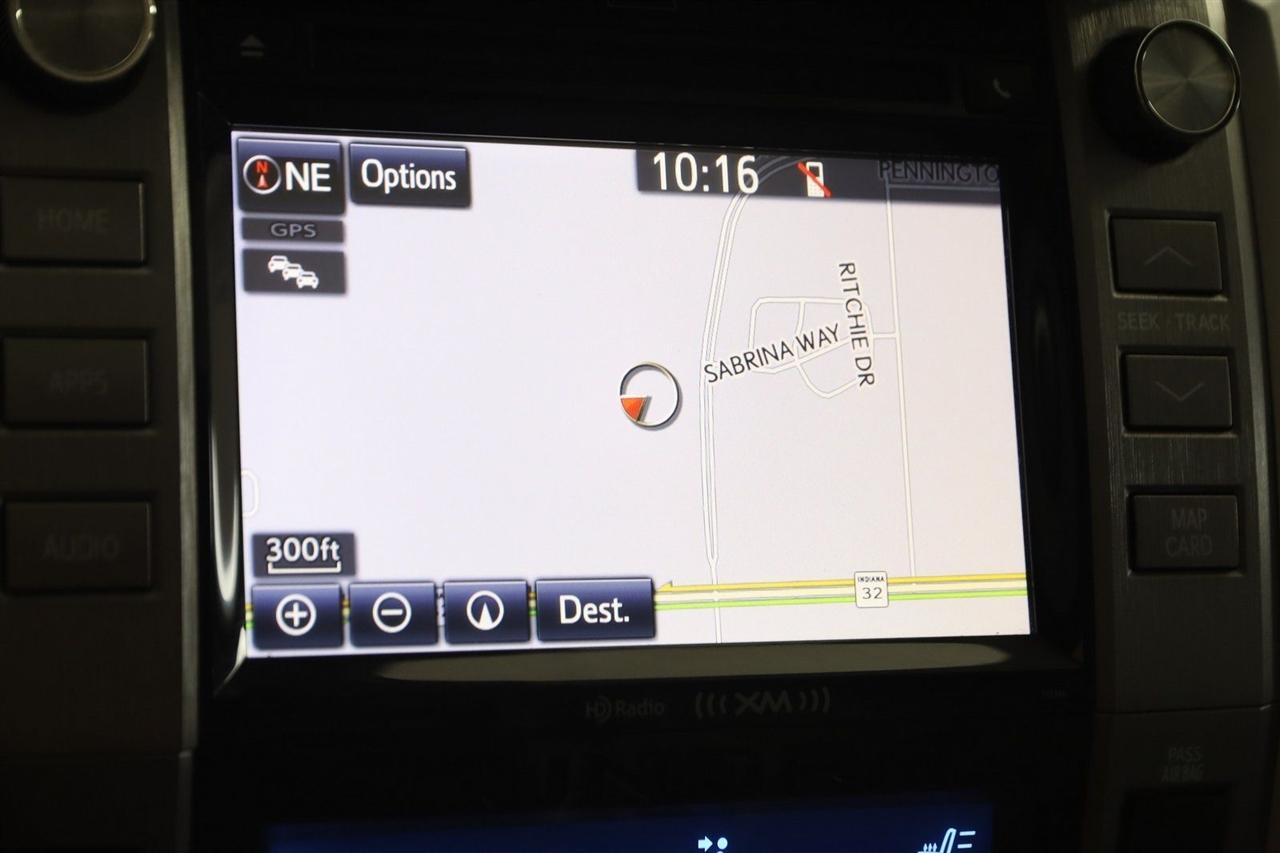 N NE
Options
10:16
PENNINGTO
GPS
HOME
RITCHIE DR
SABRINA WAY
SEEK · TRACK
APPS
MAP
CARD
AUDIO
300ft
INDIANA
32
Dest.
HD Radio
(((XM)))
PASS
AIR BAG